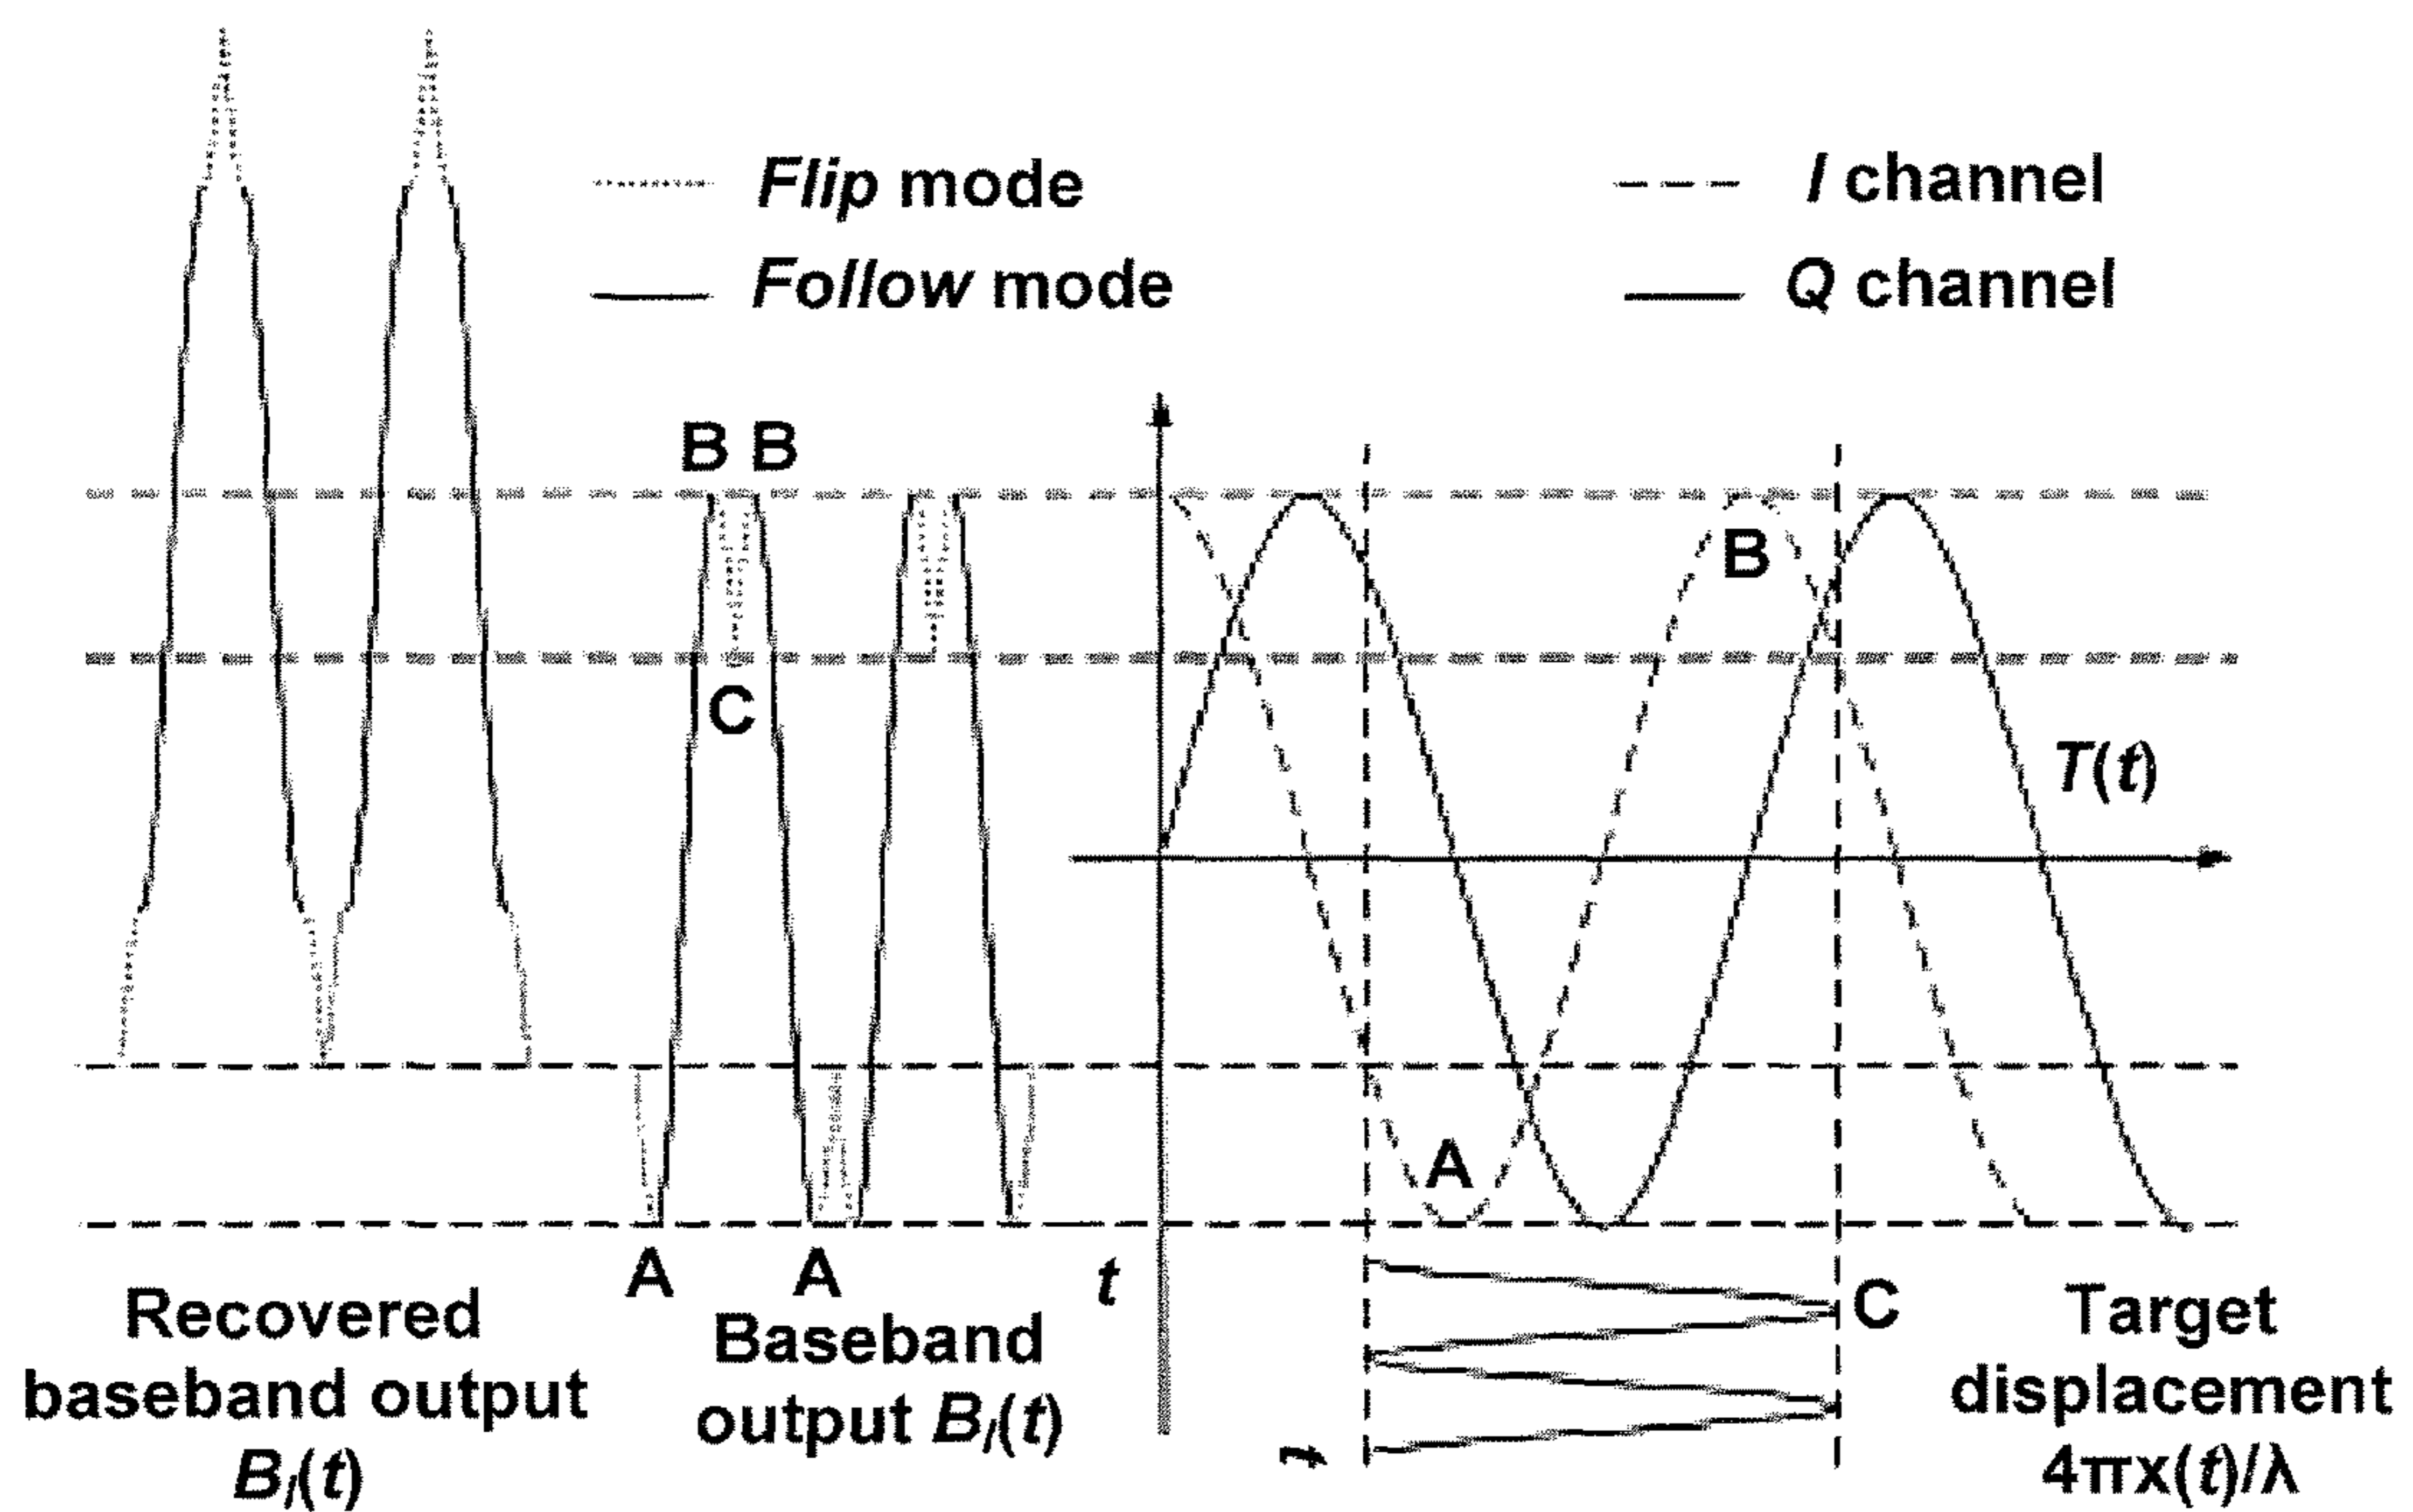 Flip mode
Follow mode
I channel
Q channel
B B
B
C
T(t)
A
A A
t
C
Recovered
baseband output
Bi(t)
Baseband
output BI(t)
t
Target
displacement
4πx(t)/λ